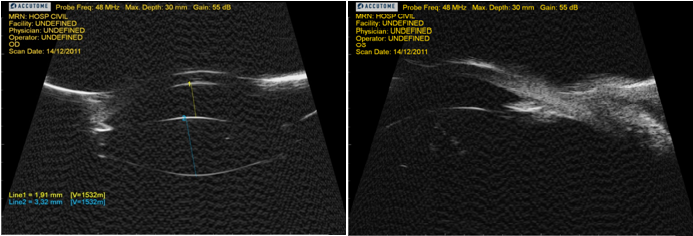 ACCUTOME Probe Freq: 48 MHz Max. Depth: 30 mm Gain: 55 dB
MRN: HOSP CIVIL
Facility: UNDEFINED
Physician: UNDEFINED
Operator: UNDEFINED
OD
Scan Date: 14/12/2011
Line1 = 1,91 mm [V=1532m]
Line2 = 3,32 mm [V=1532m]
ACCUTOME Probe Freq: 48 MHz Max. Depth: 30 mm Gain: 55 dB
MRN: HOSP CIVIL
Facility: UNDEFINED
Physician: UNDEFINED
Operator: UNDEFINED
OS
Scan Date: 14/12/2011